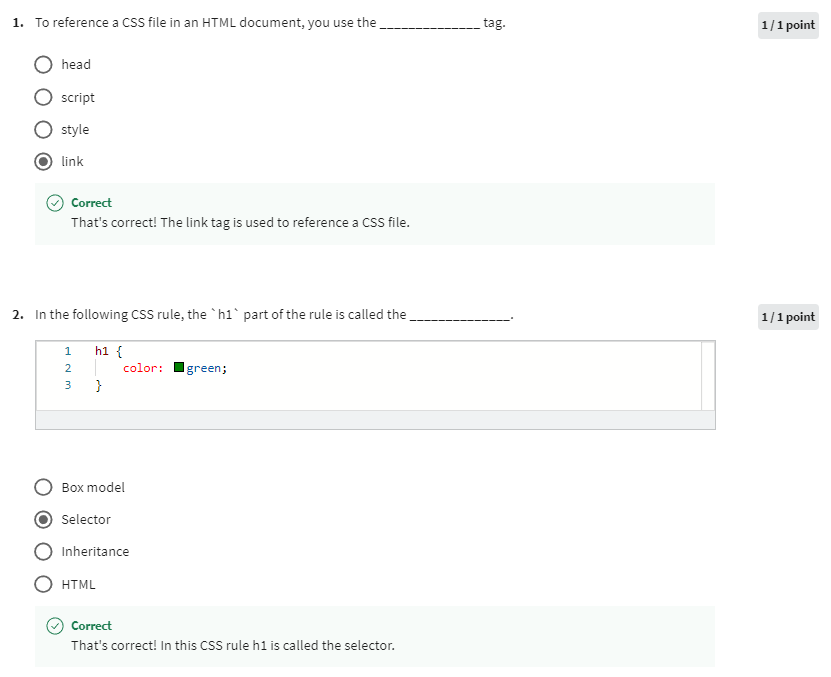 1. To reference a CSS file in an HTML document, you use the ______________ tag.
1 / 1 point
head
script
style
link
Correct
That's correct! The link tag is used to reference a CSS file.
2. In the following CSS rule, the `h1` part of the rule is called the ______________.
1 / 1 point
1 h1 {
2 color: green;
3 }
Box model
Selector
Inheritance
HTML
Correct
That's correct! In this CSS rule h1 is called the selector.